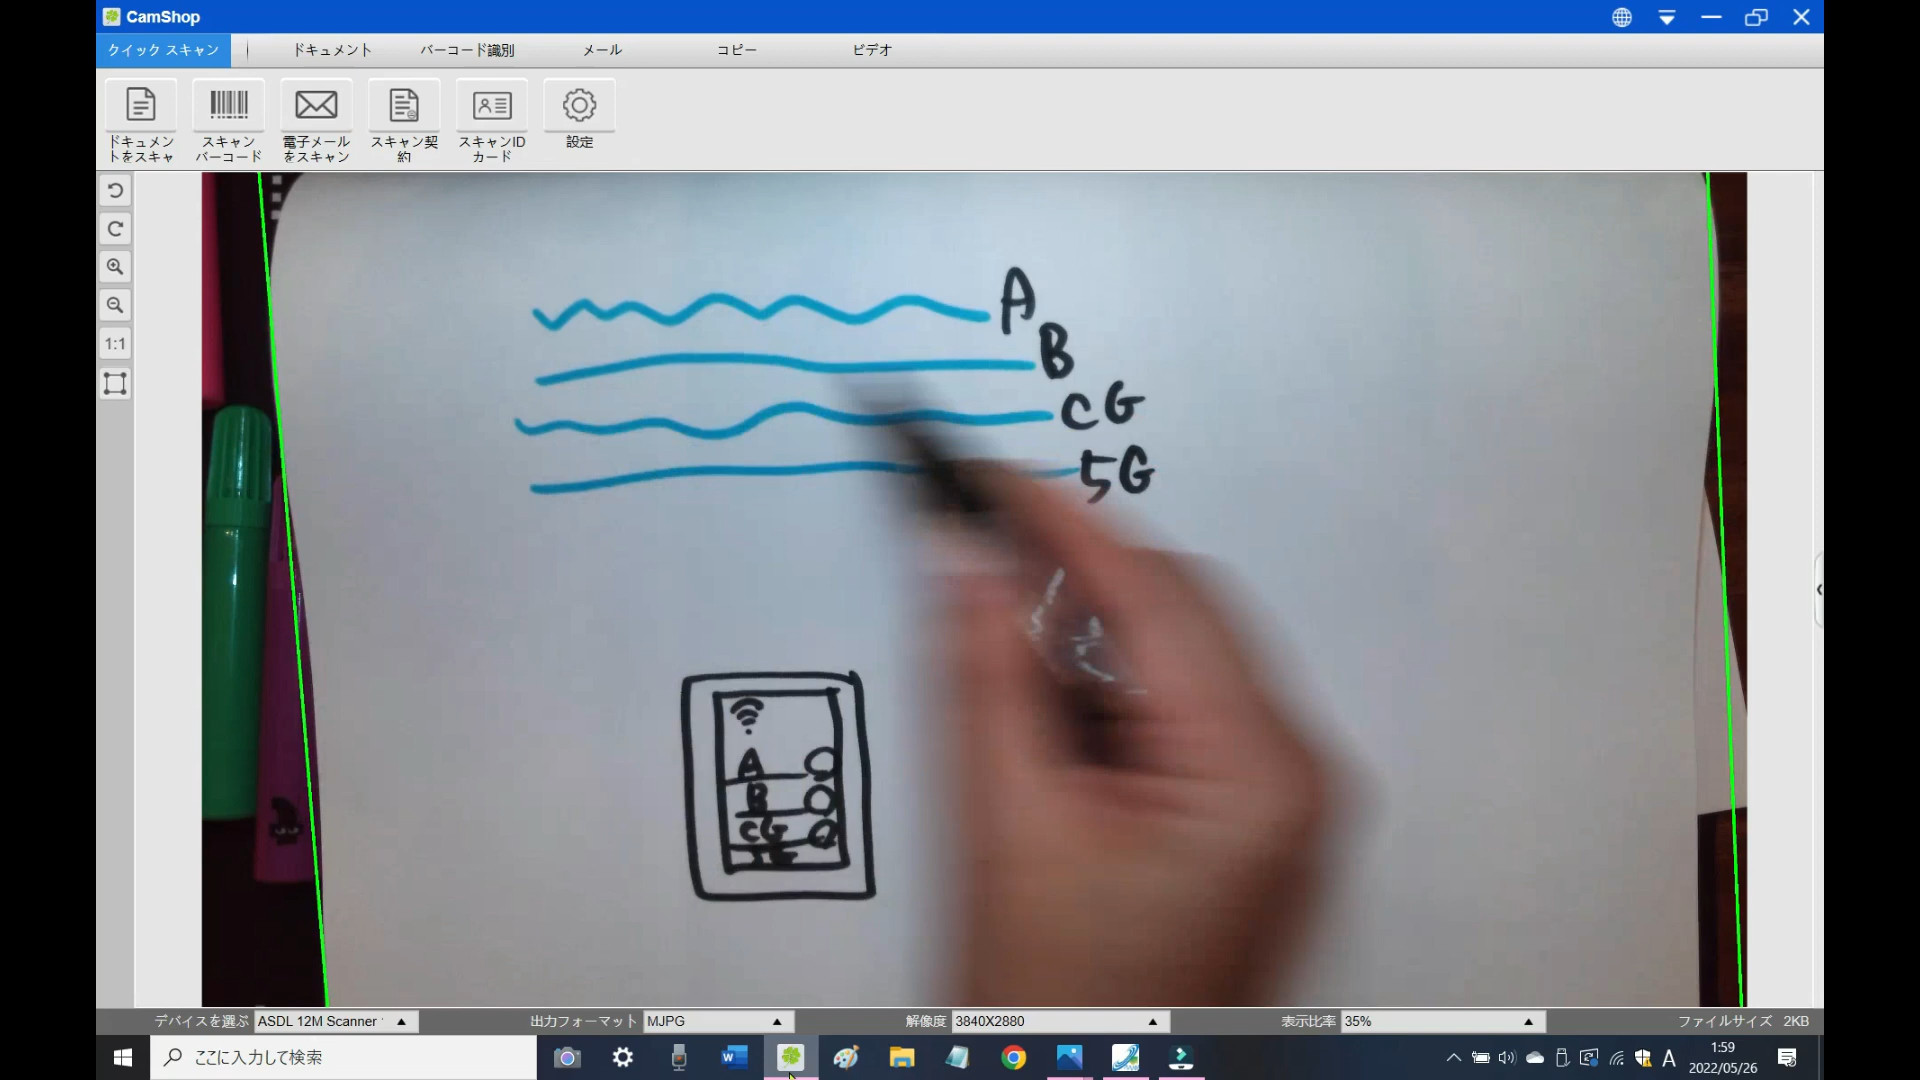 CamShop
クイック スキャン ドキュメント バーコード識別 メール コピー ビデオ
ドキュメン
トをスキャ
スキャン
バーコード
電子メール
をスキャン
スキャン契
約
スキャンID
カード
設定
1:1
A
B
CG
5G
A
B
CG
デバイスを選ぶ ASDL 12M Scanner 出力フォーマット MJPG 解像度 3840X2880 表示比率 35% ファイルサイズ 2KB
ここに入力して検索
A
1:59
2022/05/26